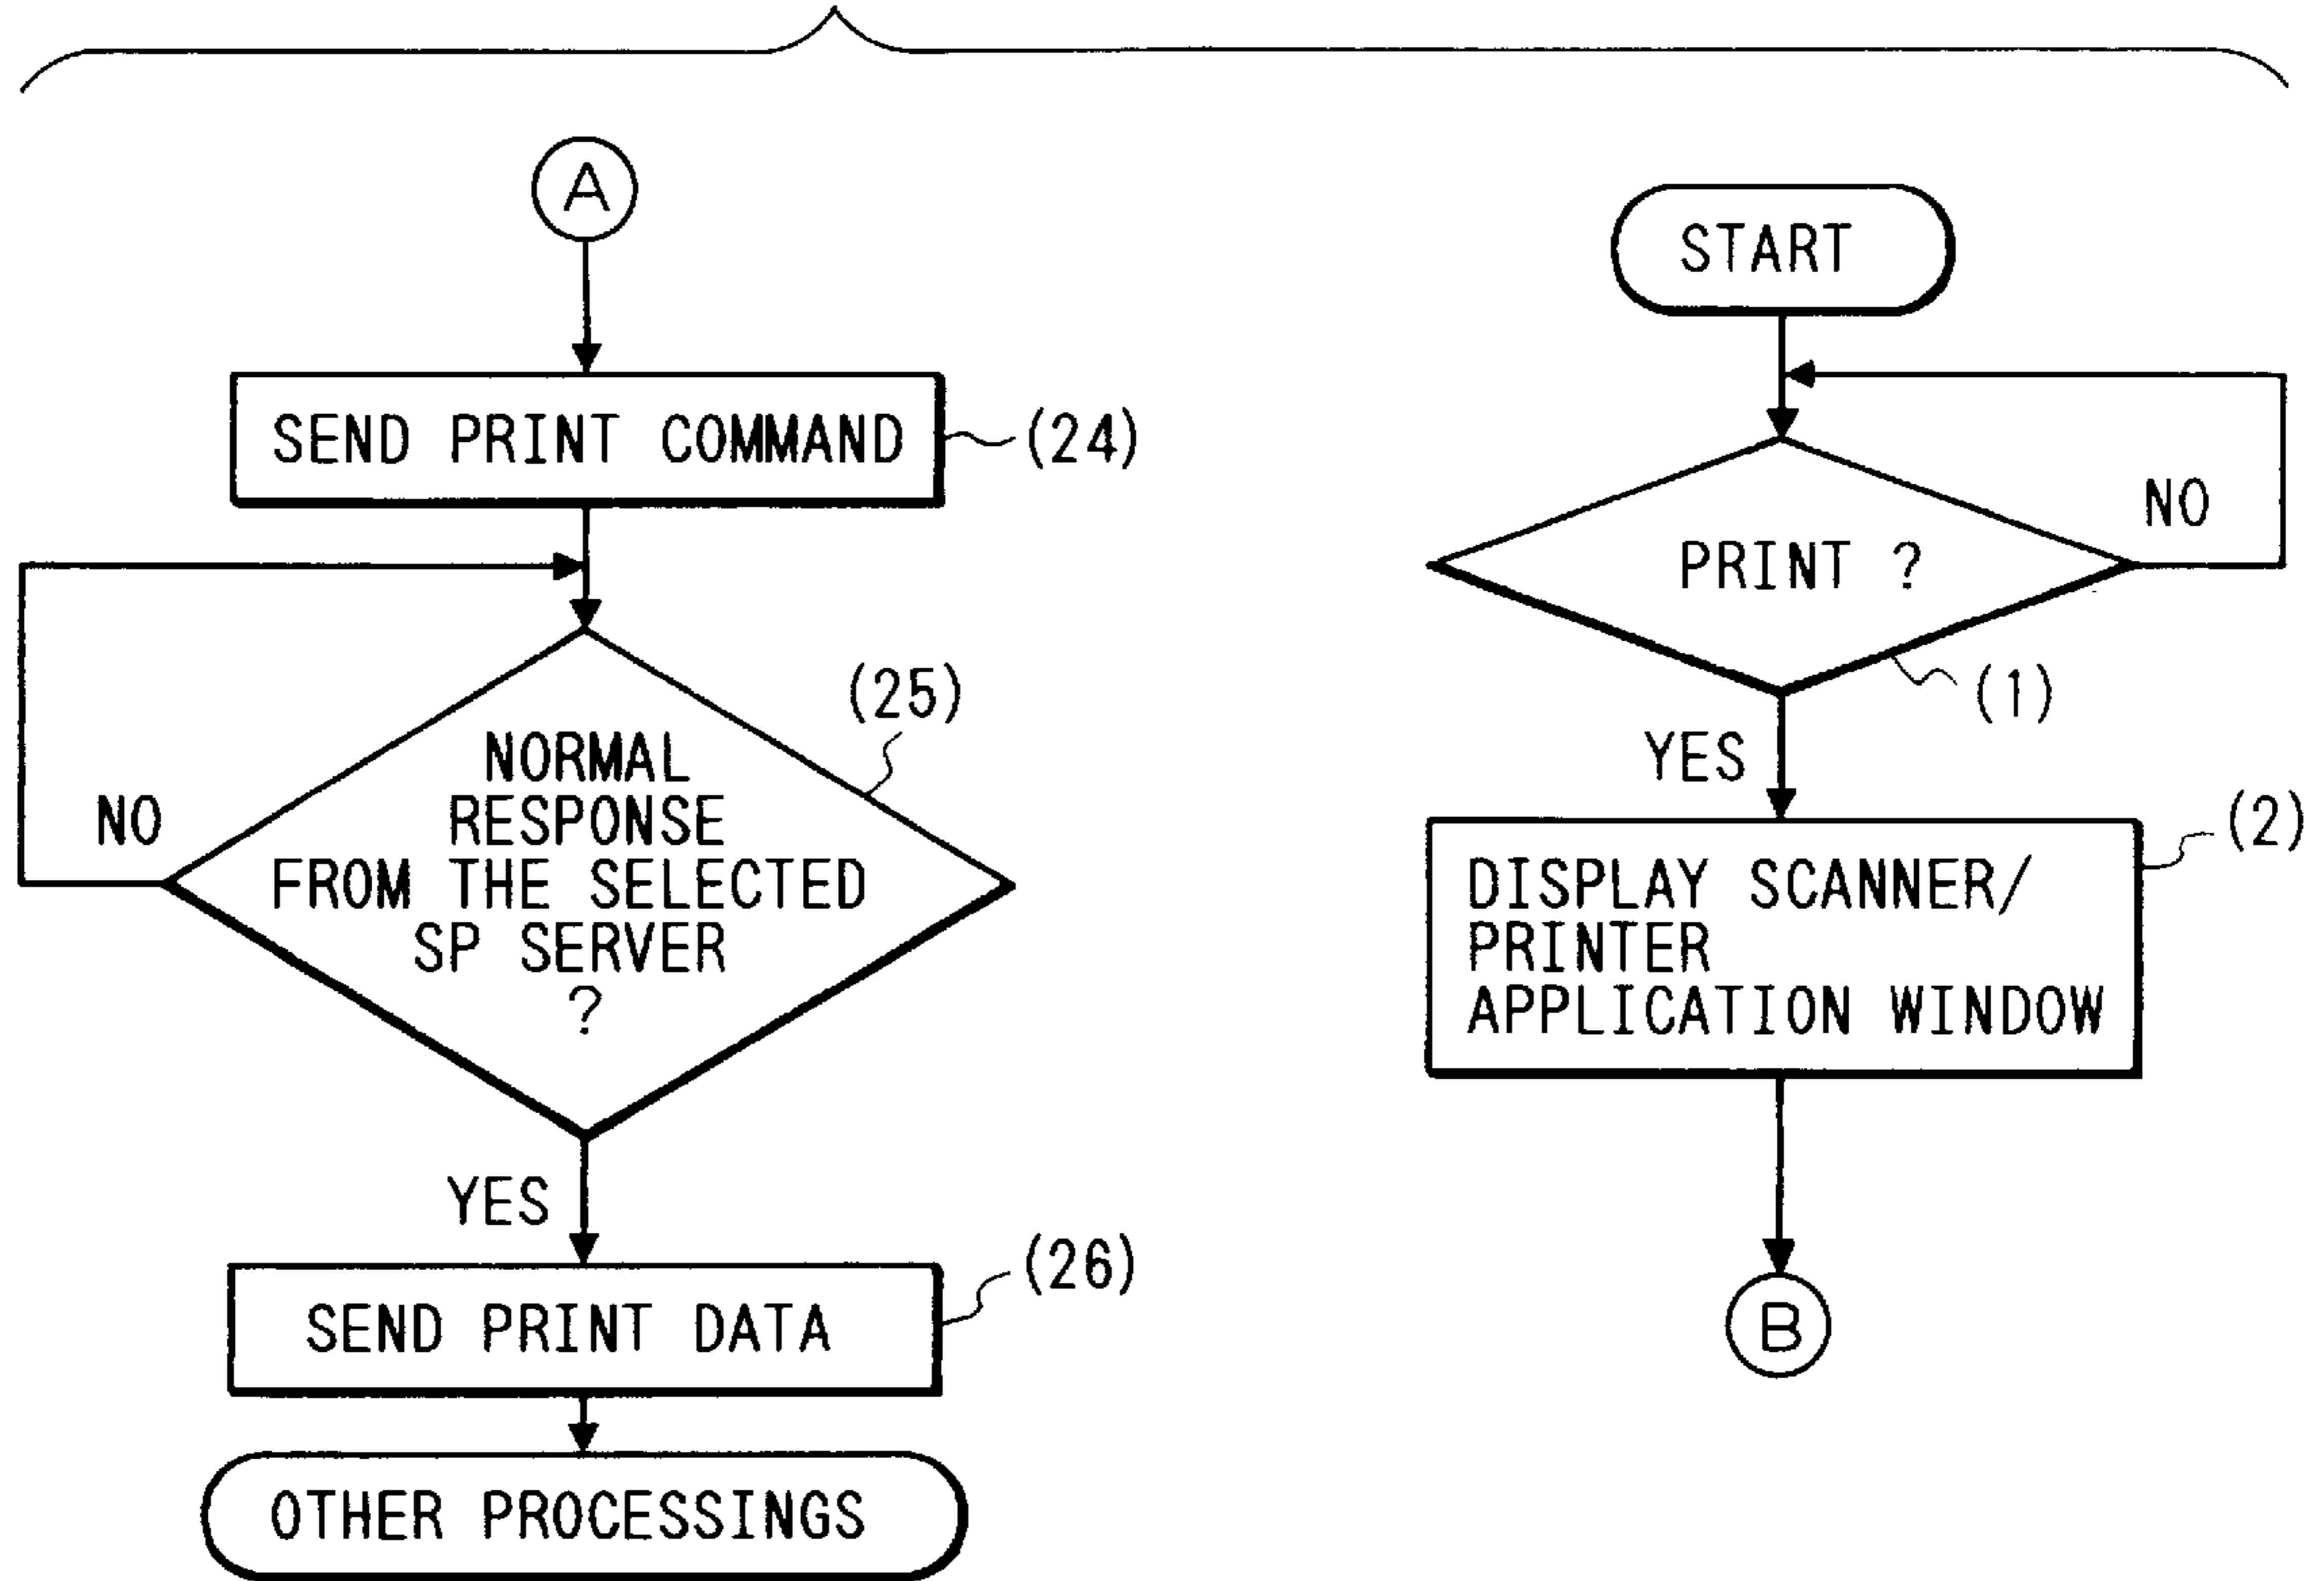 A
SEND PRINT COMMAND
(24)
NORMAL
RESPONSE
FROM THE SELECTED
SP SERVER
?
(25)
NO
YES
SEND PRINT DATA
(26)
OTHER PROCESSINGS
START
PRINT ?
NO
(1)
YES
DISPLAY SCANNER/
PRINTER
APPLICATION WINDOW
(2)
B